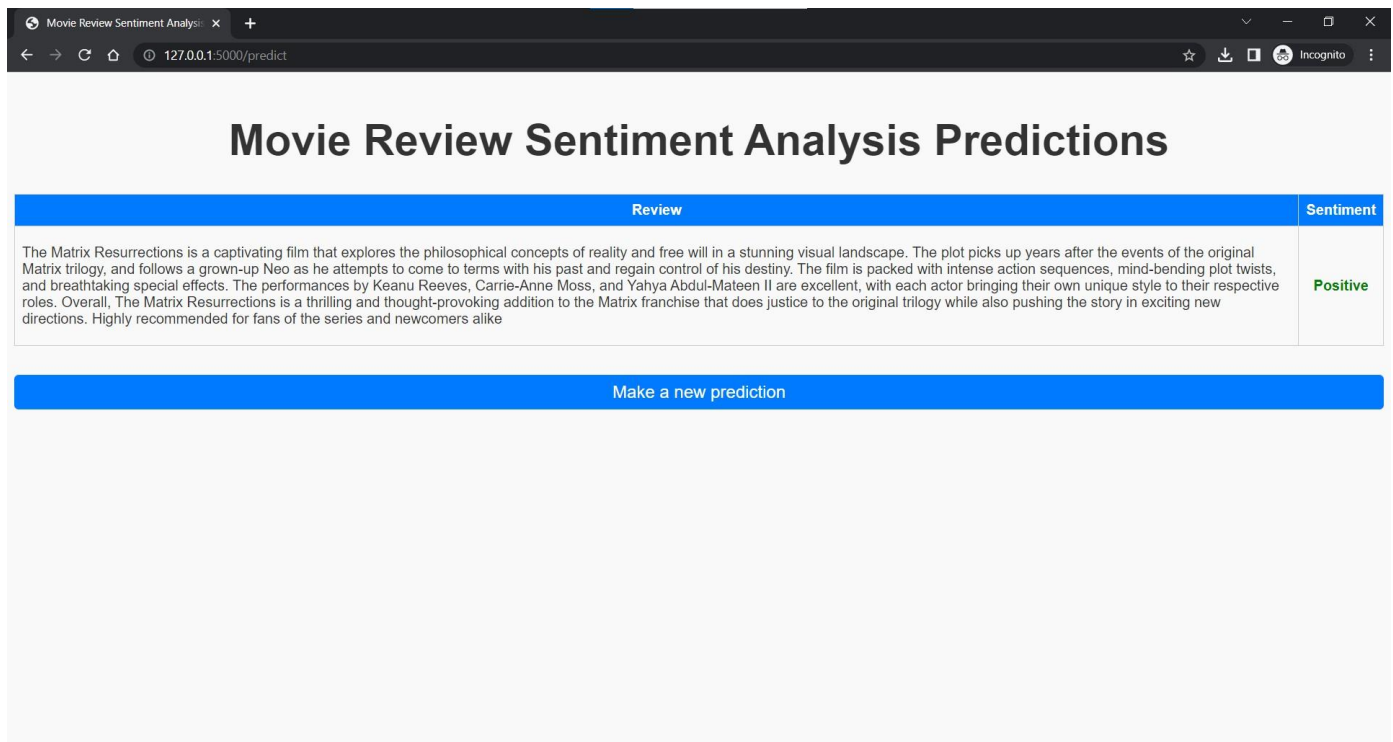 Movie Review Sentiment Analysis
127.0.0.1:5000/predict
Incognito
Movie Review Sentiment Analysis Predictions
Review Sentiment
The Matrix Resurrections is a captivating film that explores the philosophical concepts of reality and free will in a stunning visual landscape. The plot picks up years after the events of the original
Matrix trilogy, and follows a grown-up Neo as he attempts to come to terms with his past and regain control of his destiny. The film is packed with intense action sequences, mind-bending plot twists,
and breathtaking special effects. The performances by Keanu Reeves, Carrie-Anne Moss, and Yahya Abdul-Mateen II are excellent, with each actor bringing their own unique style to their respective
roles. Overall, The Matrix Resurrections is a thrilling and thought-provoking addition to the Matrix franchise that does justice to the original trilogy while also pushing the story in exciting new
directions. Highly recommended for fans of the series and newcomers alike
Positive
Make a new prediction